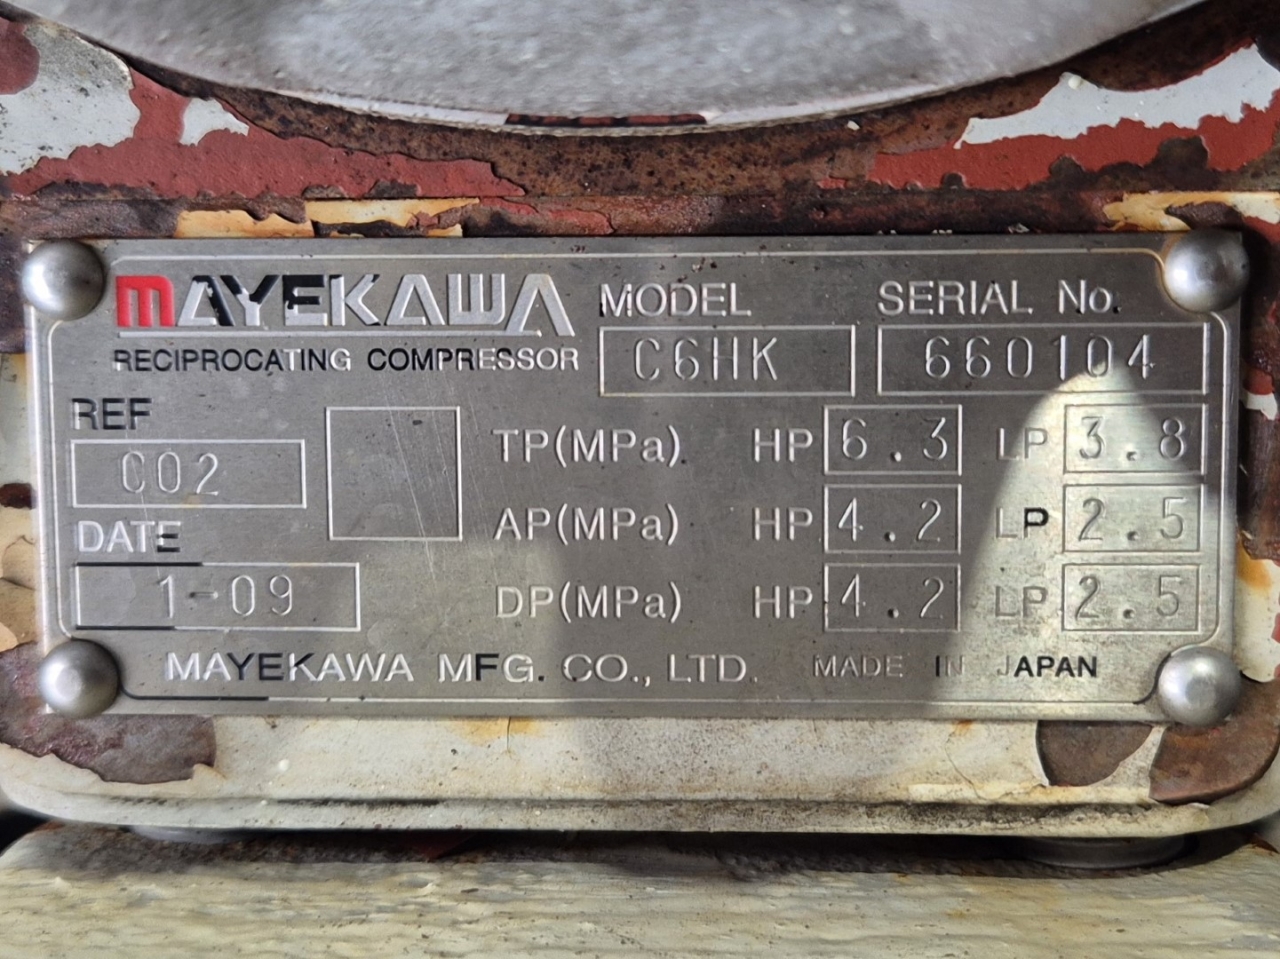 MAYEKAWA MODEL SERIAL No.
RECIPROCATING COMPRESSOR C6HK 660104
REF
CO2 TP(MPa) HP 6.3 LP 3.8
DATE AP(MPa) HP 4.2 LP 2.5
1-09 DP(MPa) HP 4.2 LP 2.5
MAYEKAWA MFG. CO., LTD. MADE IN JAPAN